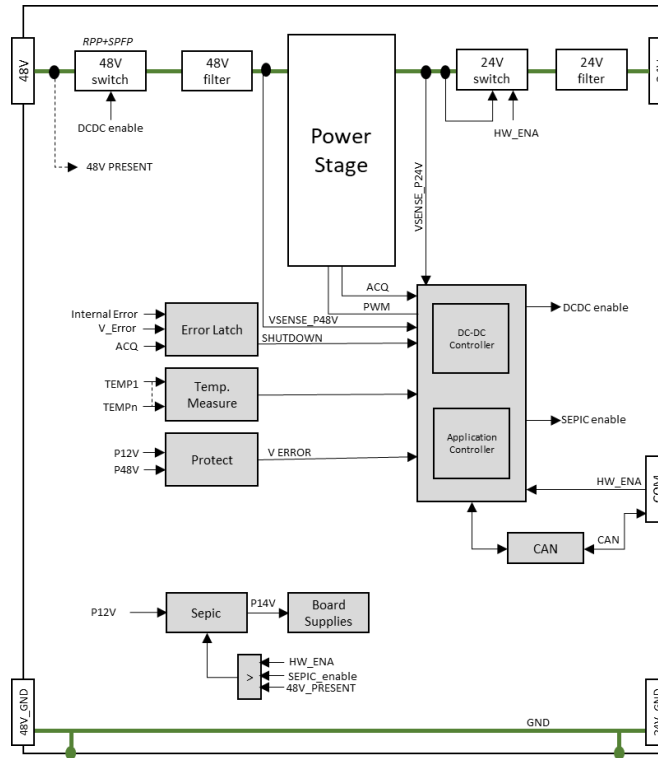 RPP+SPFP
48V
48V
switch
48V
filter
24V
switch
24V
filter
DCDC enable
HW_ENA
48V PRESENT
Power
Stage
VSENSE_P24V
ACQ
PWM
Internal Error
V_Error
ACQ
Error Latch
VSENSE_P48V
SHUTDOWN
DC-DC
Controller
DCDC enable
TEMP1
TEMPn
Temp.
Measure
Application
Controller
SEPIC enable
P12V
P48V
Protect
V ERROR
HW_ENA
COM
CAN
CAN
P12V
Sepic
P14V
Board
Supplies
>
HW_ENA
SEPIC_enable
48V_PRESENT
48V_GND
GND
24V_GND